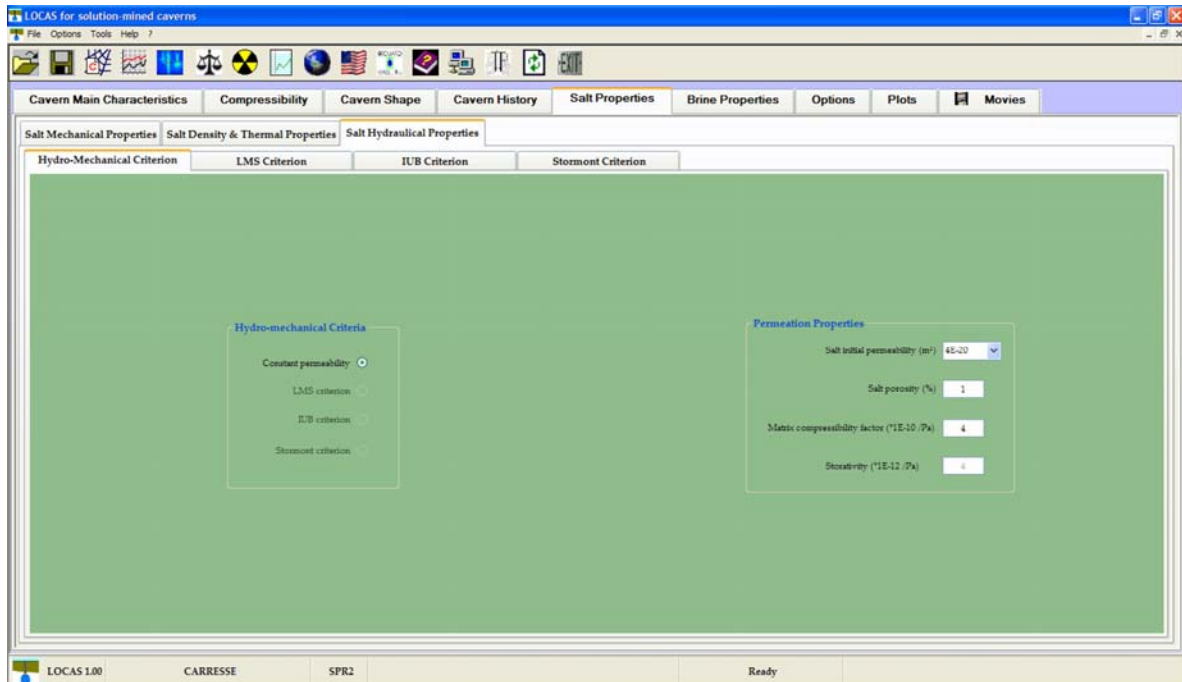 LOCAS for solution-mined caverns
File Options Tools Help ?
EXIT
Cavern Main Characteristics Compressibility Cavern Shape Cavern History Salt Properties Brine Properties Options Plots Movies
Salt Mechanical Properties Salt Density & Thermal Properties Salt Hydraulical Properties
Hydro-Mechanical Criterion LMS Criterion IUB Criterion Stormont Criterion
Hydro-mechanical Criteria
Constant permeability
LMS criterion
IUB criterion
Stormont criterion
Permeation Properties
Salt initial permeability (m²) 4E-20
Salt porosity (%) 1
Matrix compressibility factor (*1E-10 /Pa) 4
Storativity (*1E-12 /Pa) 4
LOCAS 1.00 CARRESSE SPR2 Ready